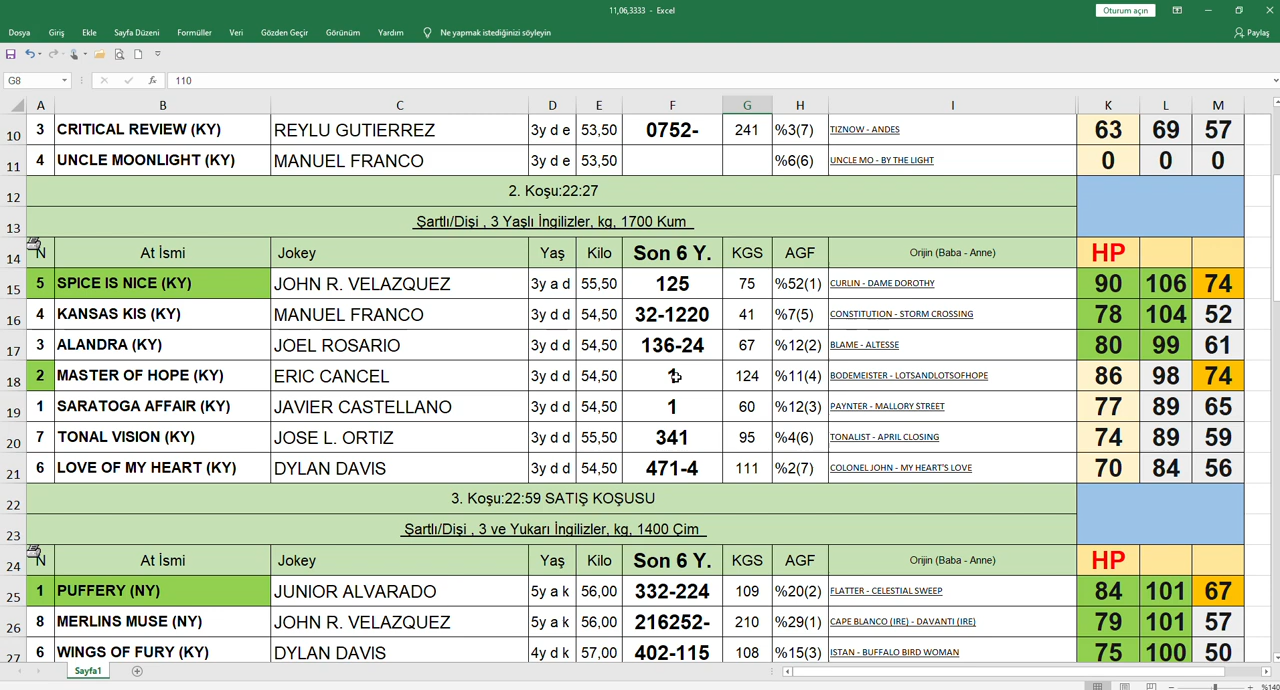 11,06,3333 - Excel
Oturum açın
Dosya Giriş Ekle Sayfa Düzeni Formüller Veri Gözden Geçir Görünüm Yardım Ne yapmak istediğinizi söyleyin Paylaş
G8 fx 110
A B C D E F G H I K L M
10 3 CRITICAL REVIEW (KY) REYLU GUTIERREZ 3y d e 53,50 0752- 241 %3(7) TIZNOW - ANDES 63 69 57
11 4 UNCLE MOONLIGHT (KY) MANUEL FRANCO 3y d e 53,50 %6(6) UNCLE MO - BY THE LIGHT 0 0 0
12 2. Koşu:22:27
13 Şartlı/Dişi , 3 Yaşlı İngilizler, kg, 1700 Kum
14 N At İsmi Jokey Yaş Kilo Son 6 Y. KGS AGF Orijin (Baba - Anne) HP
15 5 SPICE IS NICE (KY) JOHN R. VELAZQUEZ 3y a d 55,50 125 75 %52(1) CURLIN - DAME DOROTHY 90 106 74
16 4 KANSAS KIS (KY) MANUEL FRANCO 3y d d 54,50 32-1220 41 %7(5) CONSTITUTION - STORM CROSSING 78 104 52
17 3 ALANDRA (KY) JOEL ROSARIO 3y d d 54,50 136-24 67 %12(2) BLAME - ALTESSE 80 99 61
18 2 MASTER OF HOPE (KY) ERIC CANCEL 3y d d 54,50 1 124 %11(4) BODEMEISTER - LOTSANDLOTSOFHOPE 86 98 74
19 1 SARATOGA AFFAIR (KY) JAVIER CASTELLANO 3y d d 54,50 1 60 %12(3) PAYNTER - MALLORY STREET 77 89 65
20 7 TONAL VISION (KY) JOSE L. ORTIZ 3y d d 55,50 341 95 %4(6) TONALIST - APRIL CLOSING 74 89 59
21 6 LOVE OF MY HEART (KY) DYLAN DAVIS 3y d d 54,50 471-4 111 %2(7) COLONEL JOHN - MY HEART'S LOVE 70 84 56
22 3. Koşu:22:59 SATIŞ KOŞUSU
23 Şartlı/Dişi , 3 ve Yukarı İngilizler, kg, 1400 Çim
24 N At İsmi Jokey Yaş Kilo Son 6 Y. KGS AGF Orijin (Baba - Anne) HP
25 1 PUFFERY (NY) JUNIOR ALVARADO 5y a k 56,00 332-224 109 %20(2) FLATTER - CELESTIAL SWEEP 84 101 67
26 8 MERLINS MUSE (NY) JOHN R. VELAZQUEZ 5y a k 56,00 216252- 210 %29(1) CAPE BLANCO (IRE) - DAVANTI (IRE) 79 101 57
27 6 WINGS OF FURY (KY) DYLAN DAVIS 4y d k 57,00 402-115 108 %15(3) ISTAN - BUFFALO BIRD WOMAN 75 100 50
Sayfa1
%140